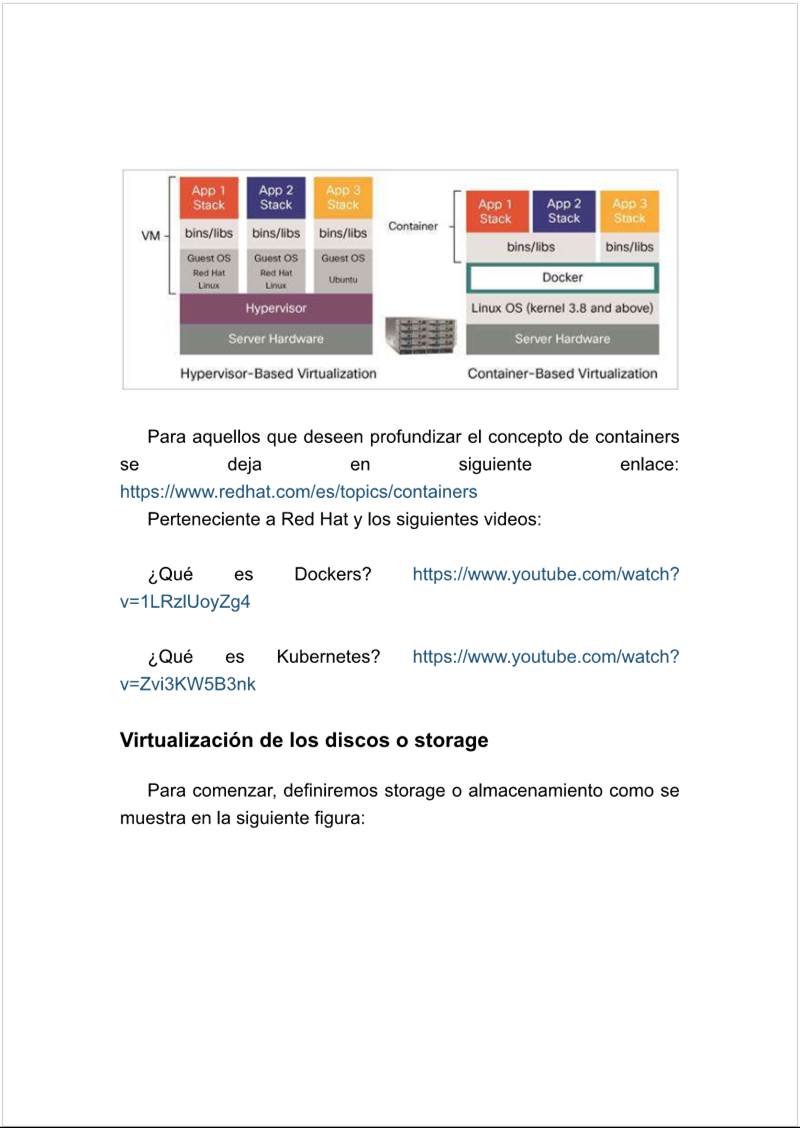 App 1
Stack
App 2
Stack
App 3
Stack
VM
bins/libs
bins/libs
bins/libs
Guest OS
Red Hat
Linux
Guest OS
Red Hat
Linux
Guest OS
Ubuntu
Hypervisor
Server Hardware
Hypervisor-Based Virtualization
Container
App 1
Stack
App 2
Stack
App 3
Stack
bins/libs
bins/libs
Docker
Linux OS (kernel 3.8 and above)
Server Hardware
Container-Based Virtualization
Para aquellos que deseen profundizar el concepto de containers
se deja en siguiente enlace:
https://www.redhat.com/es/topics/containers
Perteneciente a Red Hat y los siguientes videos:
¿Qué es Dockers? https://www.youtube.com/watch?
v=1LRzIUoyZg4
¿Qué es Kubernetes? https://www.youtube.com/watch?
v=Zvi3KW5B3nk
Virtualización de los discos o storage
Para comenzar, definiremos storage o almacenamiento como se
muestra en la siguiente figura: